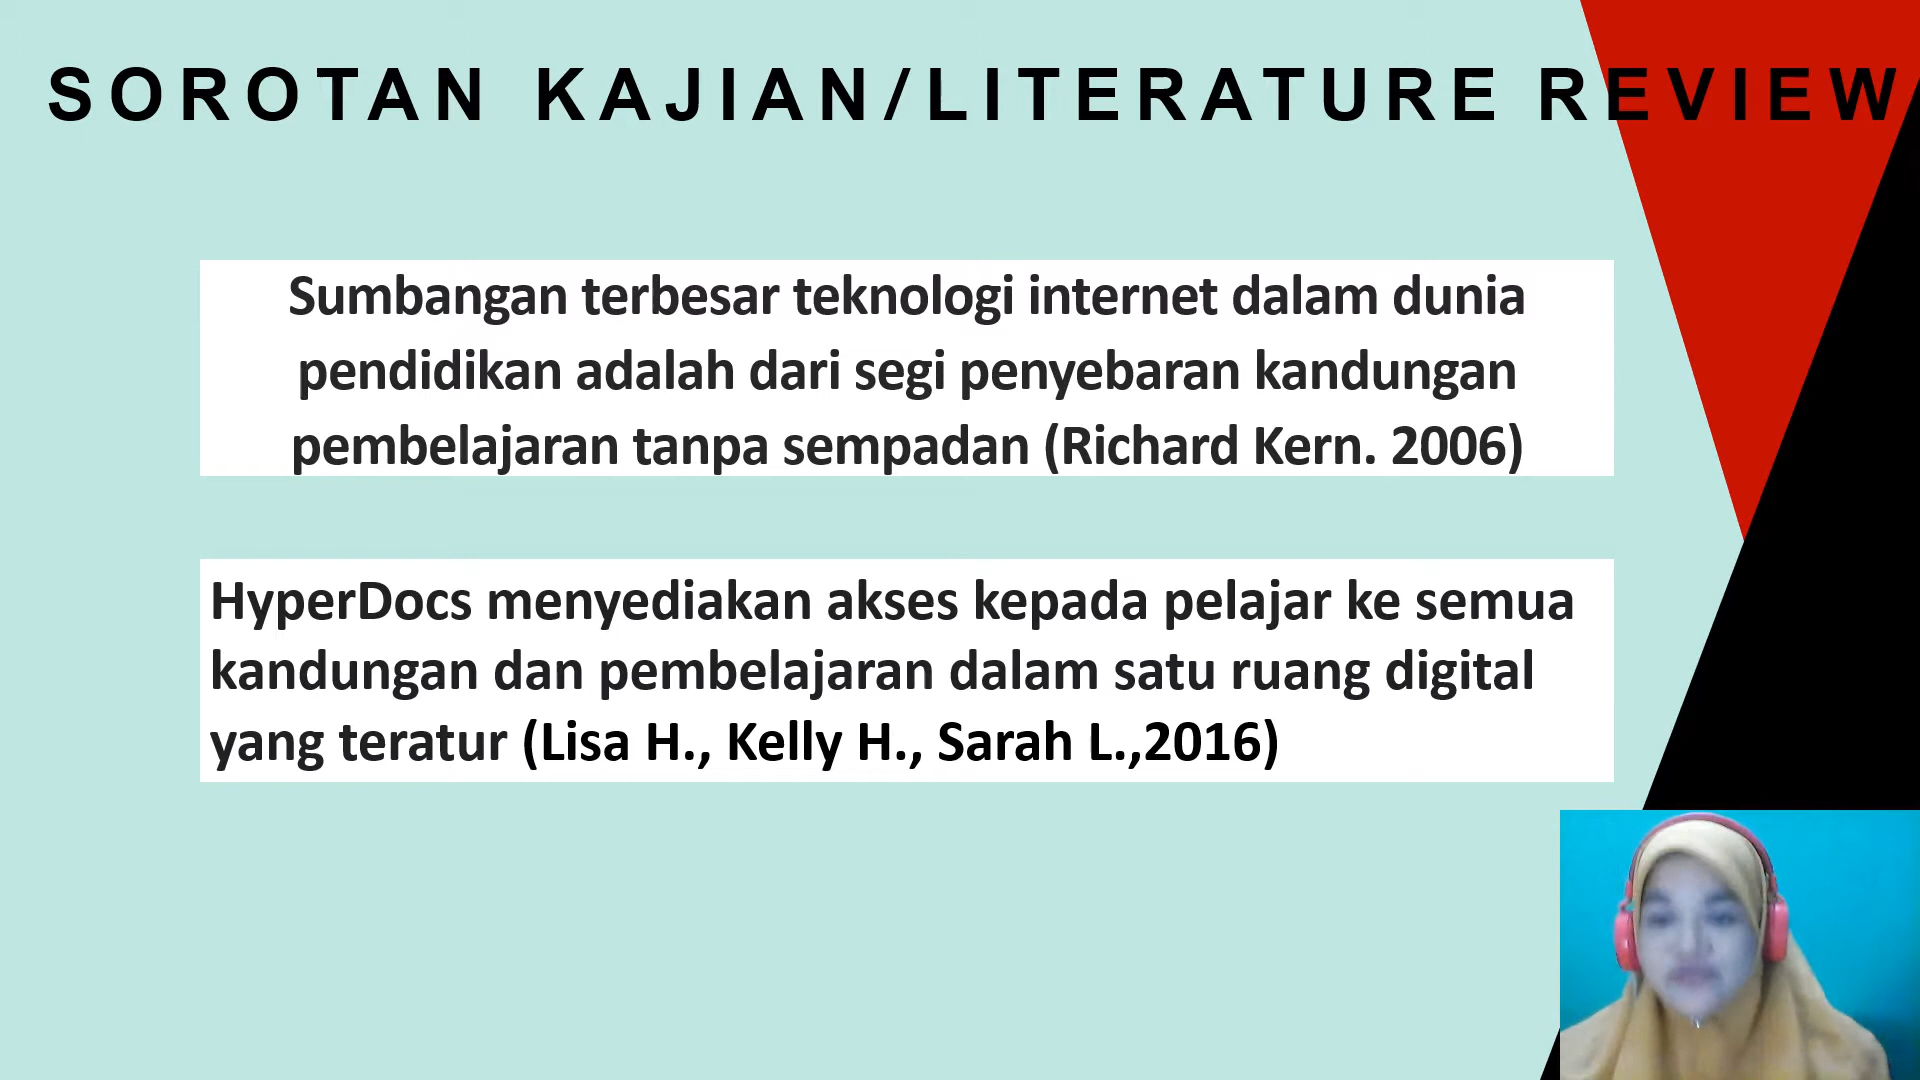 SOROTAN KAJIAN/LITERATURE REVIEW
Sumbangan terbesar teknologi internet dalam dunia
pendidikan adalah dari segi penyebaran kandungan
pembelajaran tanpa sempadan (Richard Kern. 2006)
HyperDocs menyediakan akses kepada pelajar ke semua
kandungan dan pembelajaran dalam satu ruang digital
yang teratur (Lisa H., Kelly H., Sarah L.,2016)